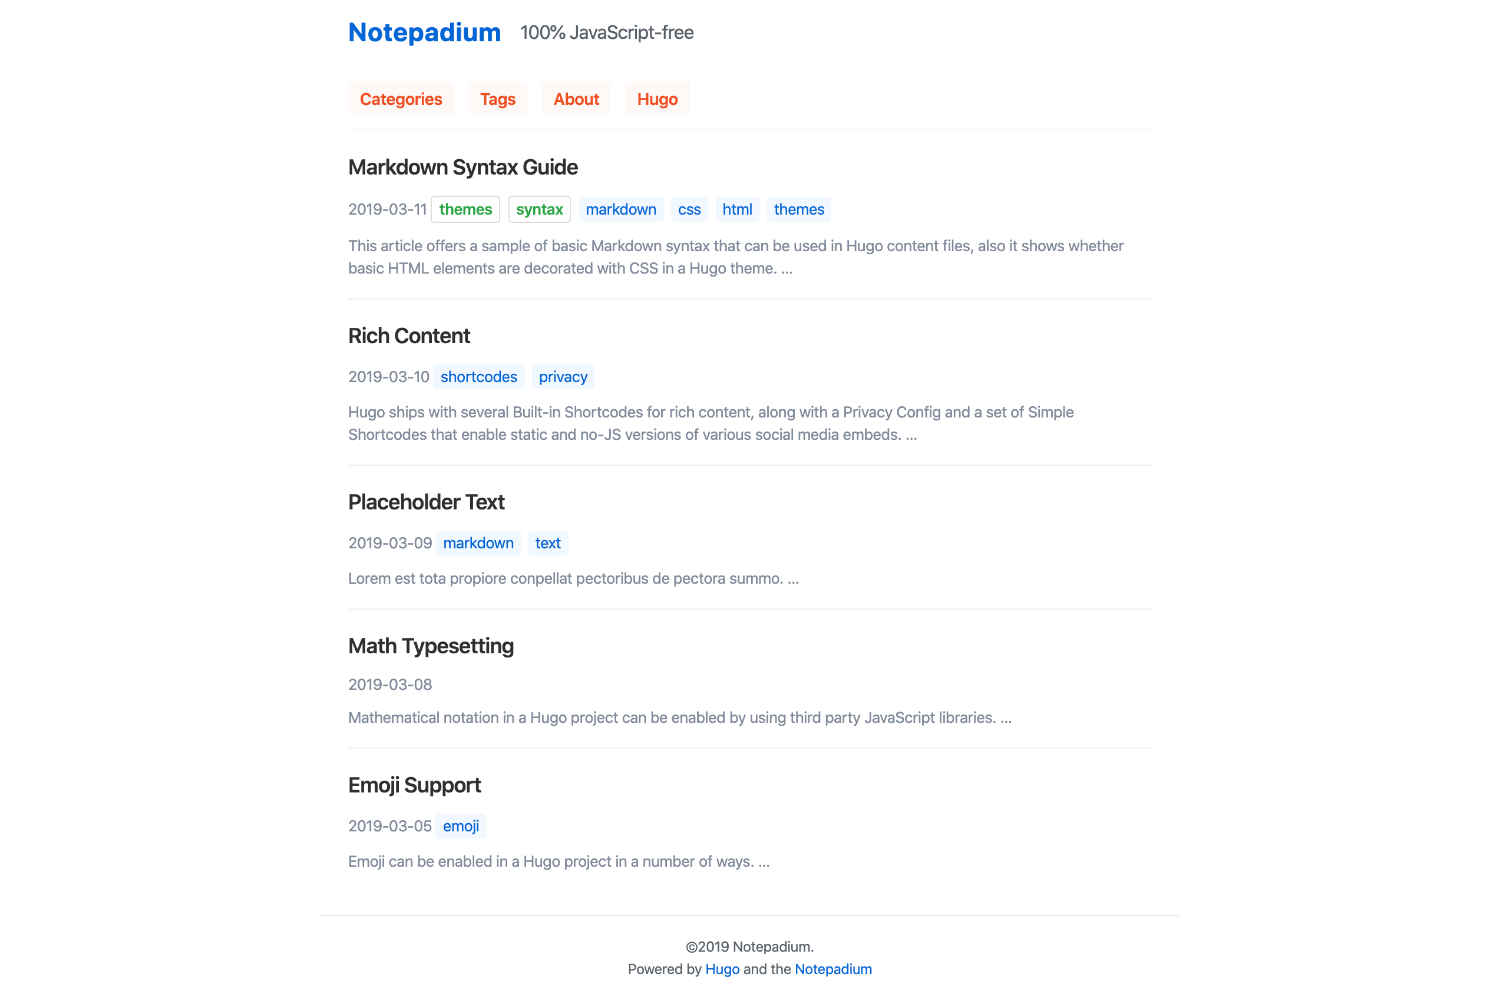 Notepadium 100% JavaScript-free
Categories Tags About Hugo
Markdown Syntax Guide
2019-03-11 themes syntax markdown css html themes
This article offers a sample of basic Markdown syntax that can be used in Hugo content files, also it shows whether
basic HTML elements are decorated with CSS in a Hugo theme. ...
Rich Content
2019-03-10 shortcodes privacy
Hugo ships with several Built-in Shortcodes for rich content, along with a Privacy Config and a set of Simple
Shortcodes that enable static and no-JS versions of various social media embeds. ...
Placeholder Text
2019-03-09 markdown text
Lorem est tota propiore conpellat pectoribus de pectora summo. ...
Math Typesetting
2019-03-08
Mathematical notation in a Hugo project can be enabled by using third party JavaScript libraries. ...
Emoji Support
2019-03-05 emoji
Emoji can be enabled in a Hugo project in a number of ways. ...
©2019 Notepadium.
Powered by Hugo and the Notepadium